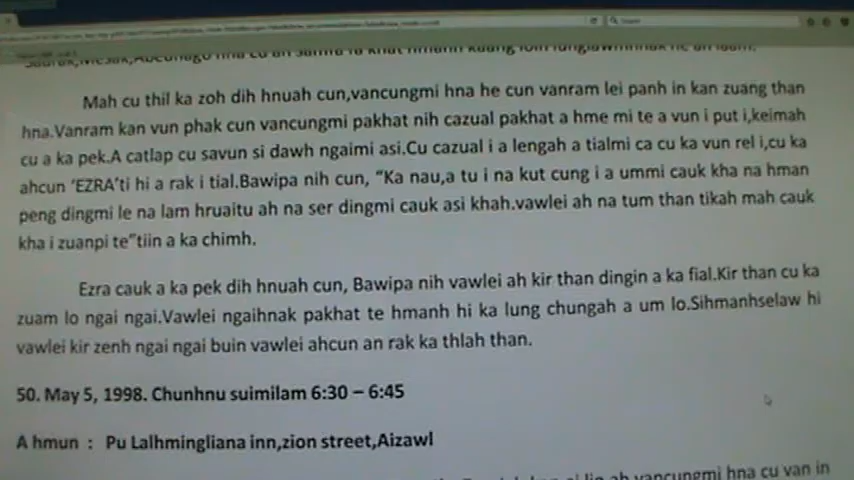 Mah cu thil ka zoh dih hnuah cun,vancungmi hna he cun vanram lei panh in kan zuang than
hna.Vanram kan vun phak cun vancungmi pakhat nih cazual pakhat a hme mi te a vun i put i,keimah
cu a ka pek.A catlap cu savun si dawh ngaimi asi.Cu cazual i a lengah a tialmi ca cu ka vun rel i,cu ka
ahcun 'EZRA'ti hi a rak i tial.Bawipa nih cun, "Ka nau,a tu i na kut cung i a ummi cauk kha na hman
peng dingmi le na lam hruaitu ah na ser dingmi cauk asi khah.vawlei ah na tum than tikah mah cauk
kha i zuanpi te"tiin a ka chimh.
Ezra cauk a ka pek dih hnuah cun, Bawipa nih vawlei ah kir than dingin a ka fial.Kir than cu ka
zuam lo ngai ngai.Vawlei ngaihnak pakhat te hmanh hi ka lung chungah a um lo.Sihmanhselaw hi
vawlei kir zenh ngai ngai buin vawlei ahcun an rak ka thlah than.
50. May 5, 1998. Chunhnu suimilam 6:30 – 6:45
A hmun : Pu Lalhmingliana inn,zion street,Aizawl
vancungmi hna cu van in